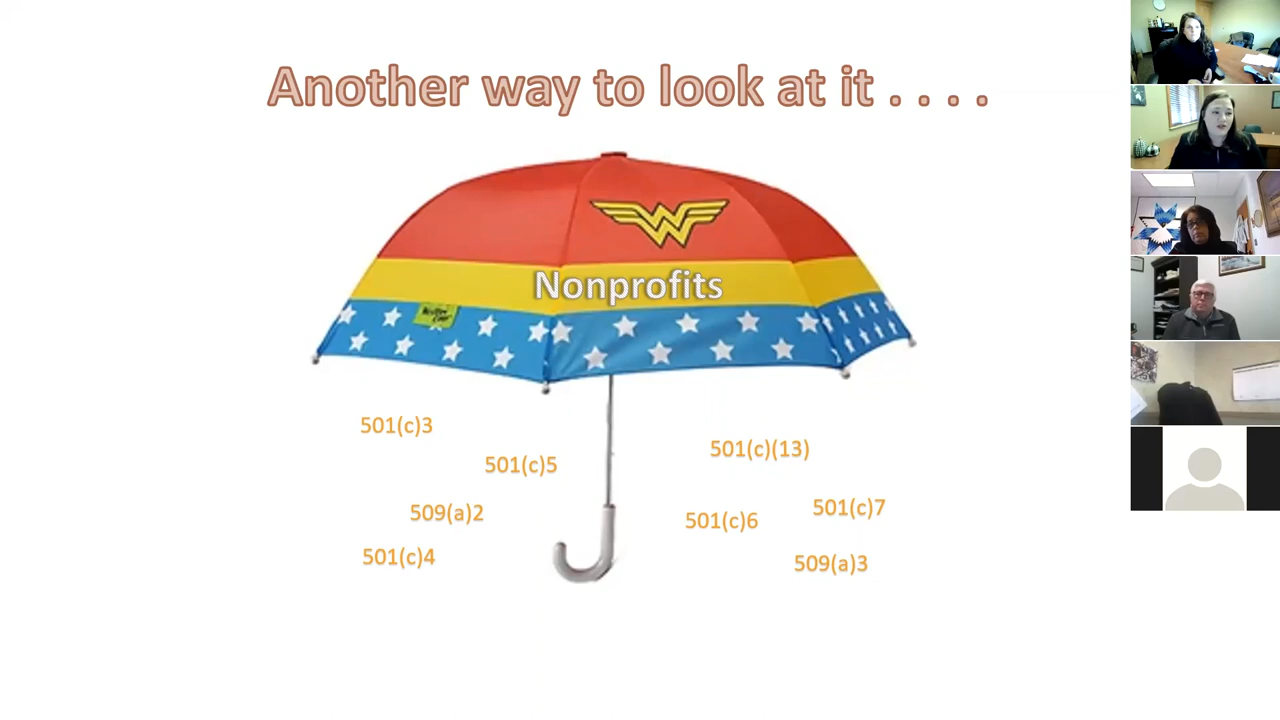 Another way to look at it . . . .
Nonprofits
501(c)3
501(c)5
501(c)(13)
509(a)2
501(c)6
501(c)7
501(c)4
509(a)3